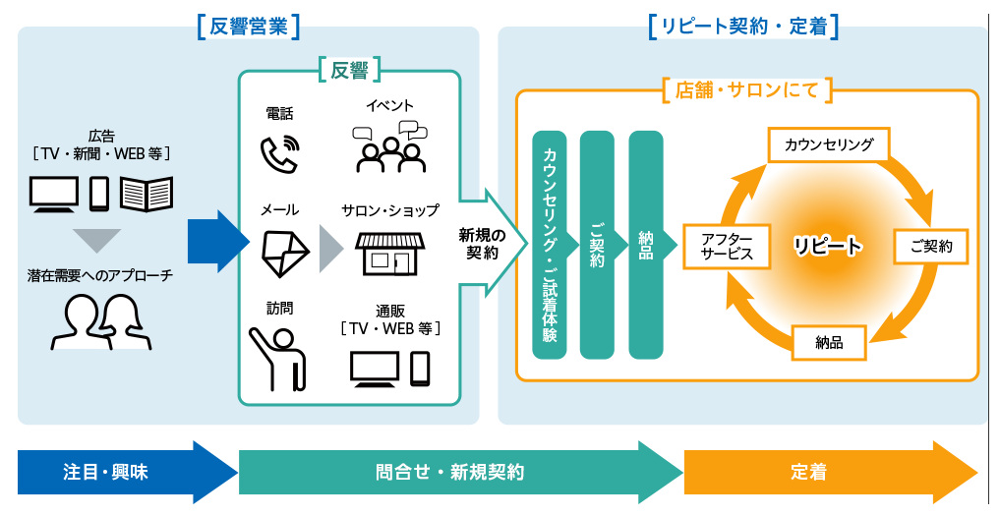 [反響営業]
広告
[TV・新聞・WEB 等]
潜在需要へのアプローチ
[反響]
電話
イベント
メール
サロン・ショップ
訪問
通販
[TV・WEB 等]
新規の
契約
[リピート契約・定着]
[店舗・サロンにて]
カウンセリング・ご試着体験
ご契約
納品
カウンセリング
ご契約
納品
アフター
サービス
リピート
注目・興味
問合せ・新規契約
定着